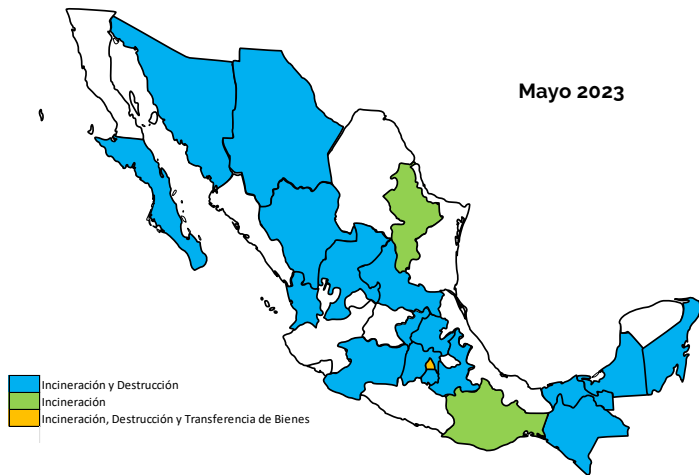 Mayo 2023
Incineración y Destrucción
Incineración
Incineración, Destrucción y Transferencia de Bienes